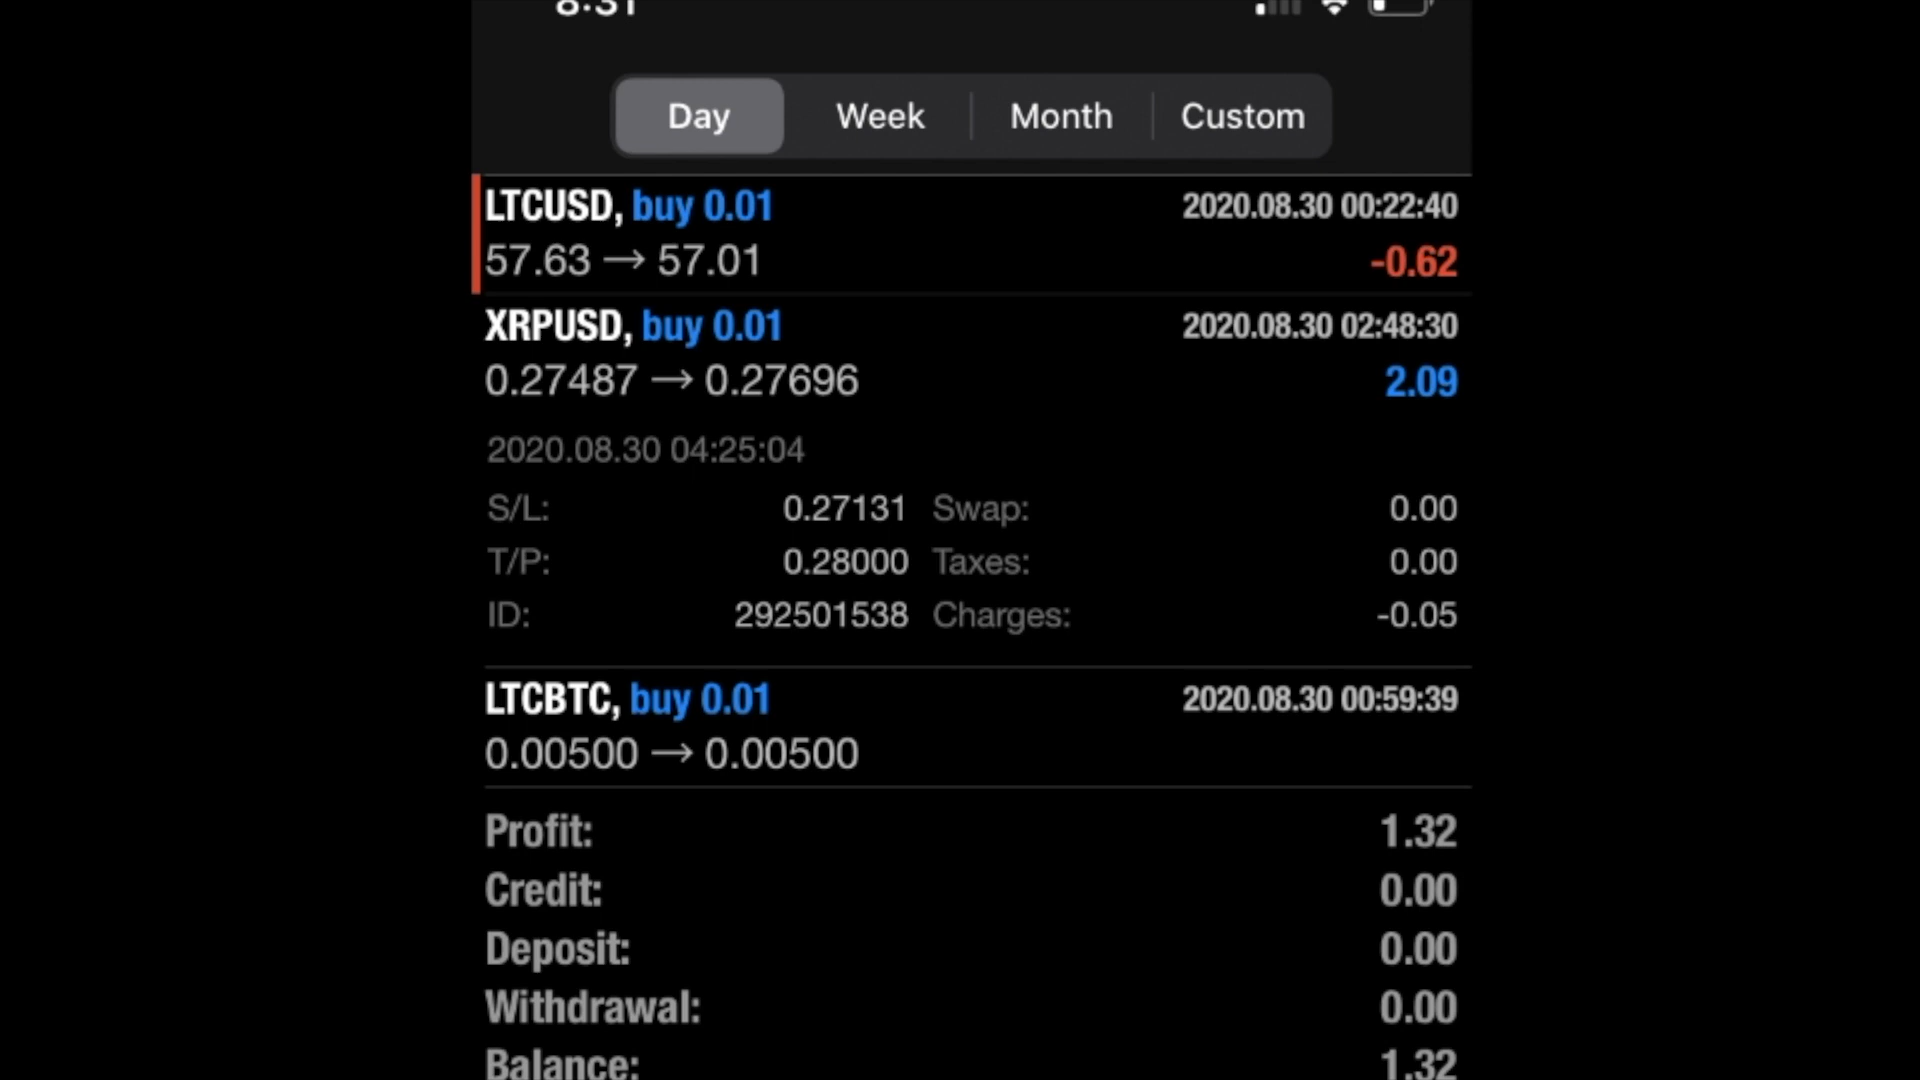 8:31
Day Week Month Custom
LTCUSD, buy 0.01 2020.08.30 00:22:40
57.63 → 57.01 -0.62
XRPUSD, buy 0.01 2020.08.30 02:48:30
0.27487 → 0.27696 2.09
2020.08.30 04:25:04
S/L: 0.27131 Swap: 0.00
T/P: 0.28000 Taxes: 0.00
ID: 292501538 Charges: -0.05
LTCBTC, buy 0.01 2020.08.30 00:59:39
0.00500 → 0.00500
Profit: 1.32
Credit: 0.00
Deposit: 0.00
Withdrawal: 0.00
Balance: 1.32